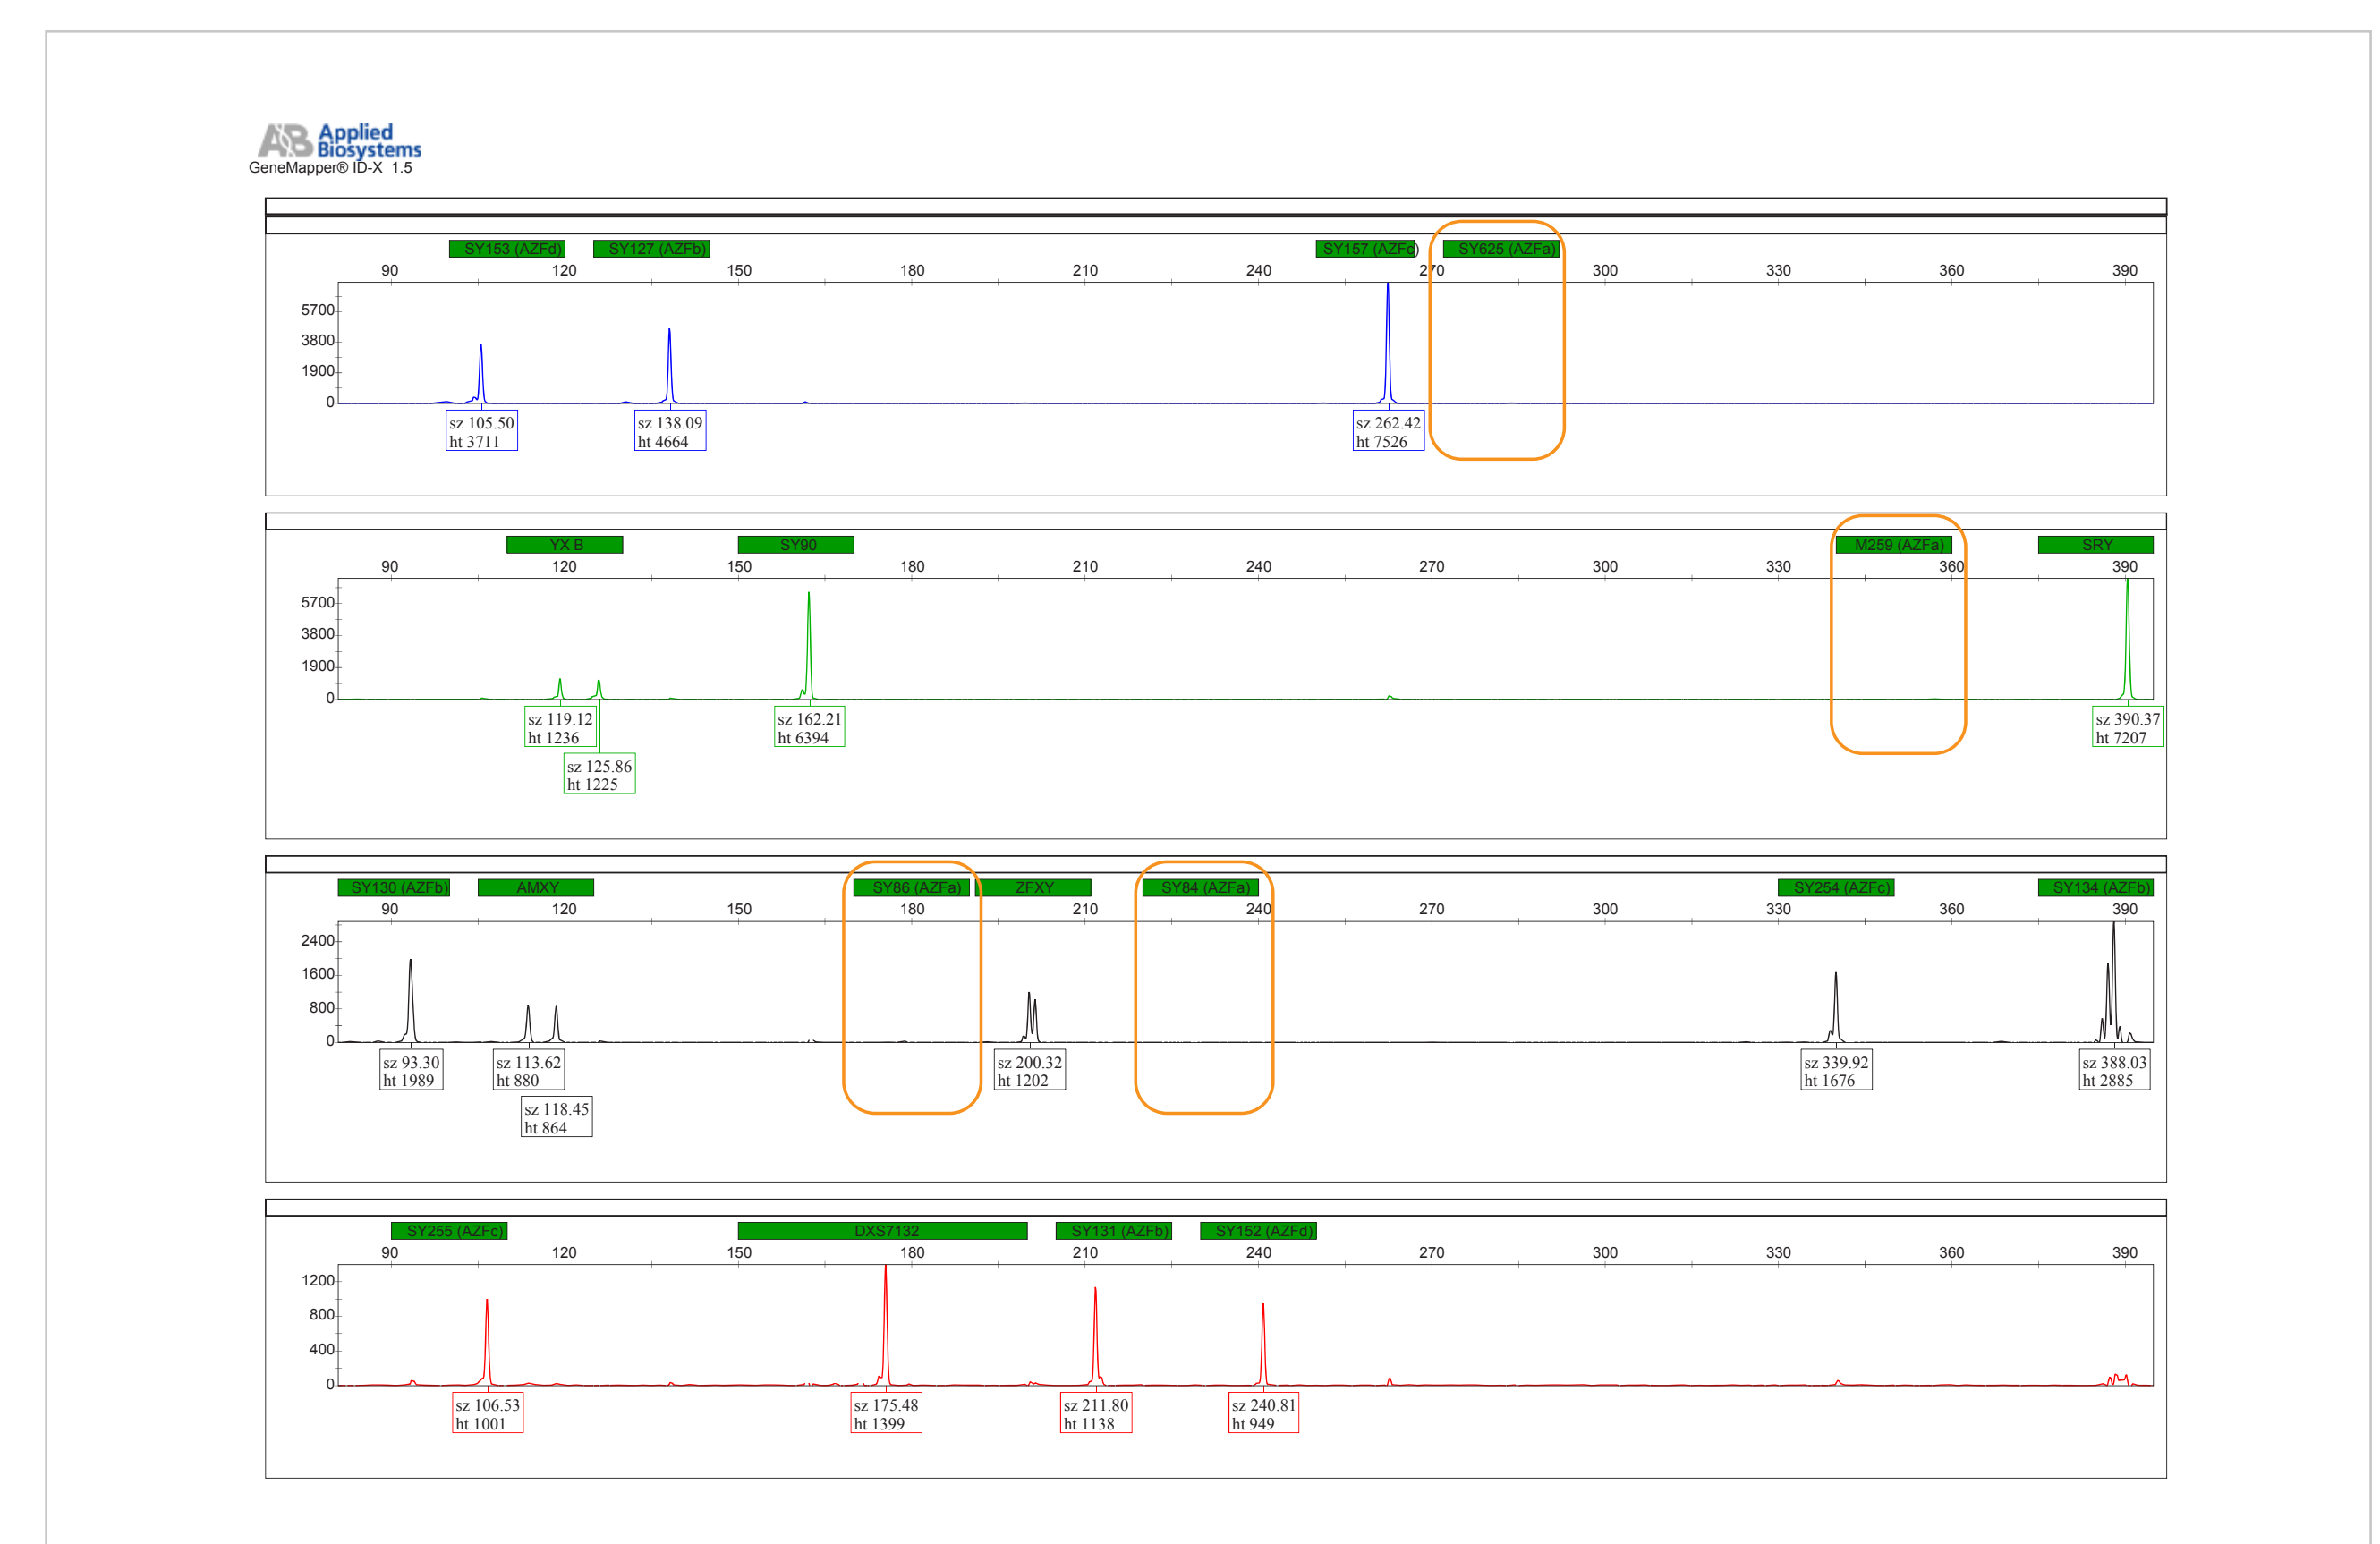 AB Applied
Biosystems
GeneMapper® ID-X 1.5
SY153 (AZFd) SY127 (AZFb) SY157 (AZFc) SY625 (AZFa)
90 120 150 180 210 240 270 300 330 360 390
5700
3800
1900
0
sz 105.50 sz 138.09 sz 262.42
ht 3711 ht 4664 ht 7526
YX B SY90 M259 (AZFa) SRY
90 120 150 180 210 240 270 300 330 360 390
5700
3800
1900
0
sz 119.12 sz 162.21 sz 390.37
ht 1236 ht 6394 ht 7207
sz 125.86
ht 1225
SY130 (AZFb) AMXY SY86 (AZFa) ZFXY SY84 (AZFa) SY254 (AZFc) SY134 (AZFb)
90 120 150 180 210 240 270 300 330 360 390
2400
1600
800
0
sz 93.30 sz 113.62 sz 200.32 sz 339.92 sz 388.03
ht 1989 ht 880 ht 1202 ht 1676 ht 2885
sz 118.45
ht 864
SY255 (AZFc) DXS7132 SY131 (AZFb) SY152 (AZFd)
90 120 150 180 210 240 270 300 330 360 390
1200
800
400
0
sz 106.53 sz 175.48 sz 211.80 sz 240.81
ht 1001 ht 1399 ht 1138 ht 949